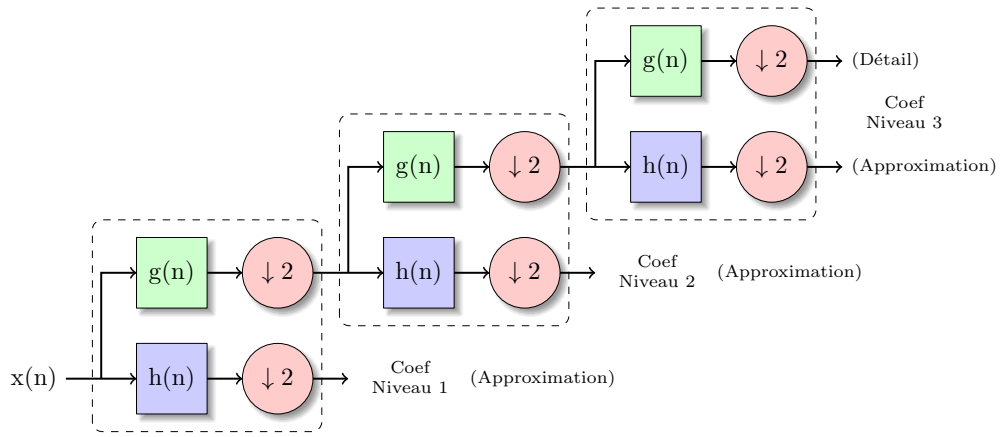 g(n)
↓ 2
(Détail)
Coef
Niveau 3
h(n)
↓ 2
(Approximation)
g(n)
↓ 2
h(n)
↓ 2
Coef
Niveau 2
(Approximation)
g(n)
↓ 2
x(n)
h(n)
↓ 2
Coef
Niveau 1
(Approximation)